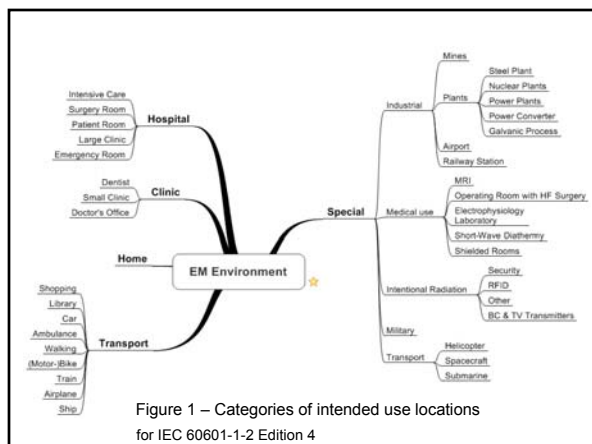 Intensive Care
Surgery Room
Patient Room
Large Clinic
Emergency Room
Hospital
Dentist
Small Clinic
Doctor's Office
Clinic
Home
EM Environment
Shopping
Library
Car
Ambulance
Walking
(Motor-)Bike
Train
Airplane
Ship
Transport
Special
Industrial
Mines
Plants
Steel Plant
Nuclear Plants
Power Plants
Power Converter
Galvanic Process
Airport
Railway Station
Medical use
MRI
Operating Room with HF Surgery
Electrophysiology
Laboratory
Short-Wave Diathermy
Shielded Rooms
Intentional Radiation
Security
RFID
Other
BC & TV Transmitters
Military
Transport
Helicopter
Spacecraft
Submarine
Figure 1 – Categories of intended use locations
for IEC 60601-1-2 Edition 4